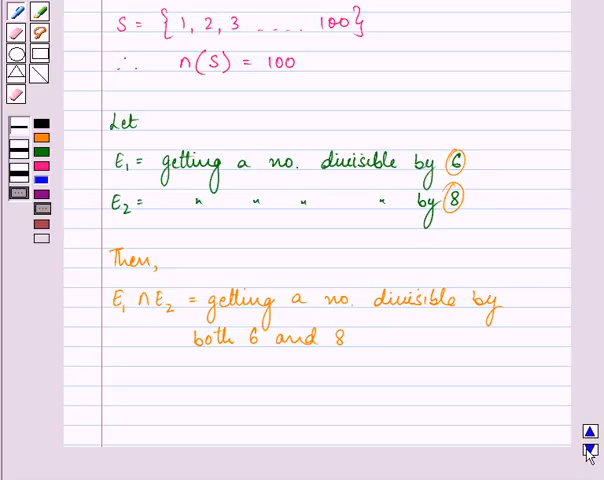 S = { 1, 2, 3 ..... 100}
∴ n(S) = 100
Let
E₁ = getting a no. divisible by 6
E₂ = " " " " by 8
Then,
E₁ ∩ E₂ = getting a no. divisible by
both 6 and 8